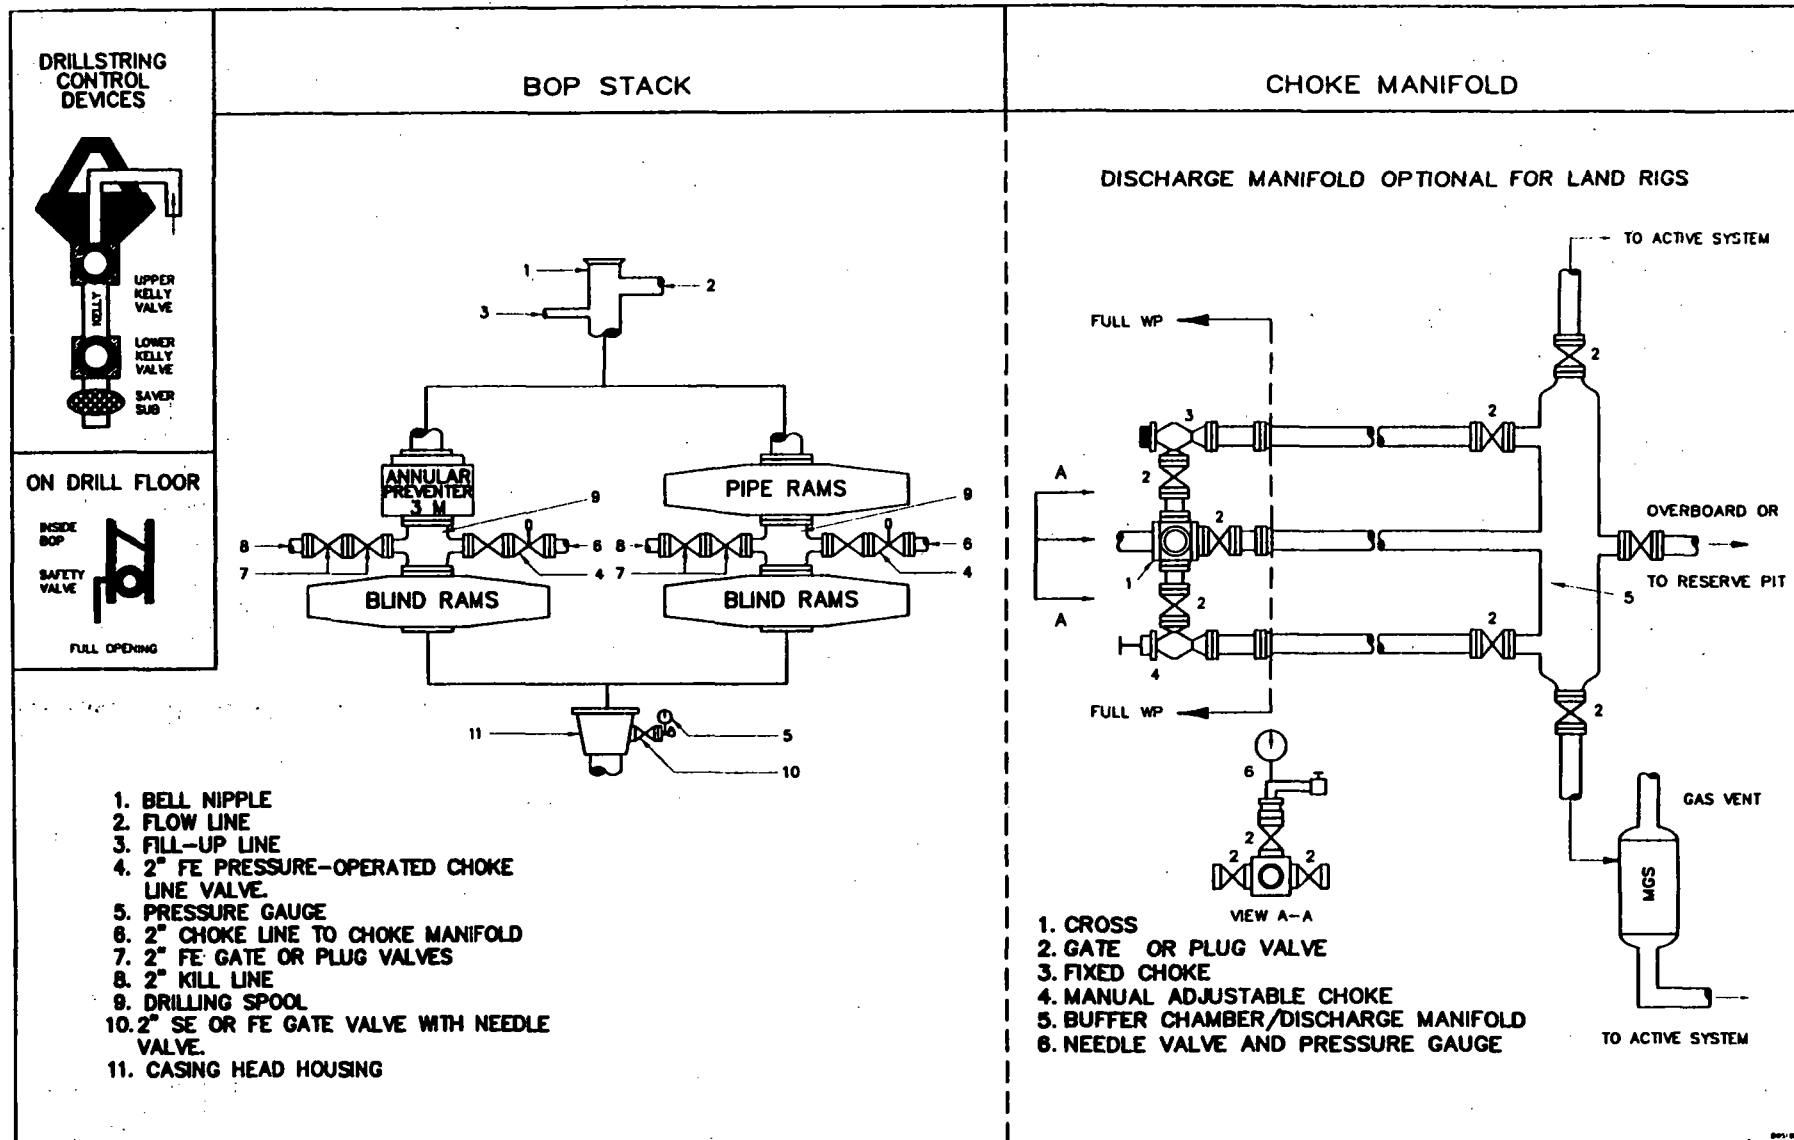 DRILLSTRING
CONTROL
DEVICES
UPPER
KELLY
VALVE
KELLY
LOWER
KELLY
VALVE
SAVER
SUB
ON DRILL FLOOR
INSIDE
BOP
SAFETY
VALVE
FULL OPENING
BOP STACK
1
2
3
ANNULAR
PREVENTER
3 M
9
8
6
7
4
BLIND RAMS
PIPE RAMS
9
8
6
7
4
BLIND RAMS
11
5
10
1. BELL NIPPLE
2. FLOW LINE
3. FILL-UP LINE
4. 2" FE PRESSURE-OPERATED CHOKE
LINE VALVE.
5. PRESSURE GAUGE
6. 2" CHOKE LINE TO CHOKE MANIFOLD
7. 2" FE GATE OR PLUG VALVES
8. 2" KILL LINE
9. DRILLING SPOOL
10. 2" SE OR FE GATE VALVE WITH NEEDLE
VALVE.
11. CASING HEAD HOUSING
CHOKE MANIFOLD
DISCHARGE MANIFOLD OPTIONAL FOR LAND RIGS
TO ACTIVE SYSTEM
FULL WP
2
3
2
A
2
2
OVERBOARD OR
2
TO RESERVE PIT
1
2
5
A
2
4
FULL WP
2
6
GAS VENT
2
2
2
MGS
VIEW A-A
TO ACTIVE SYSTEM
1. CROSS
2. GATE OR PLUG VALVE
3. FIXED CHOKE
4. MANUAL ADJUSTABLE CHOKE
5. BUFFER CHAMBER/DISCHARGE MANIFOLD
6. NEEDLE VALVE AND PRESSURE GAUGE